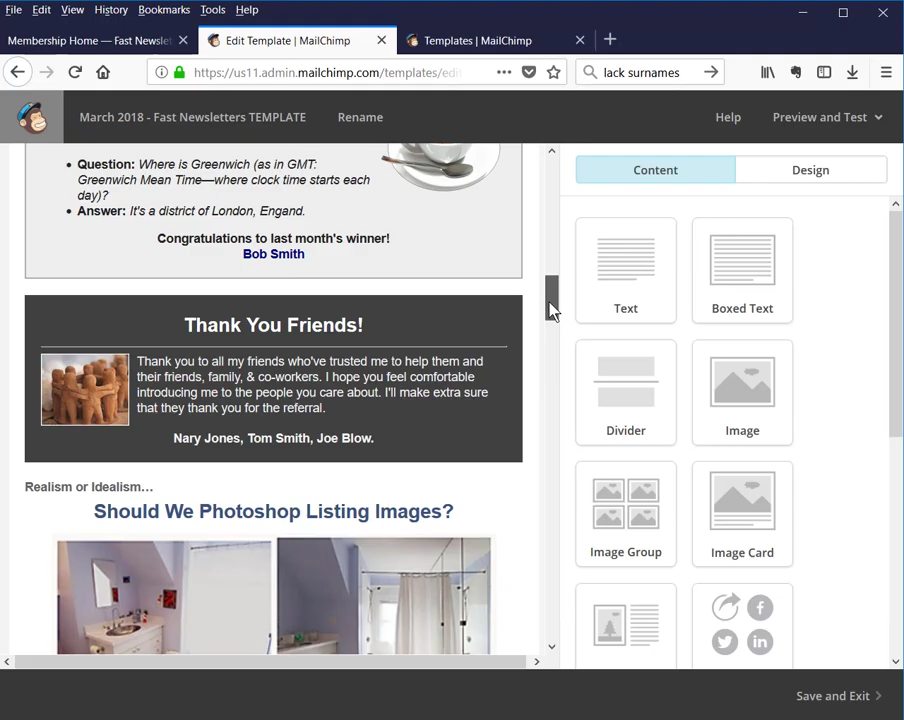 File Edit View History Bookmarks Tools Help
Membership Home — Fast Newslet
Edit Template | MailChimp
Templates | MailChimp
https://us11.admin.mailchimp.com/templates/edi
lack surnames
March 2018 - Fast Newsletters TEMPLATE
Rename
Help
Preview and Test
Question: Where is Greenwich (as in GMT:
Greenwich Mean Time—where clock time starts each
day)?
Answer: It's a district of London, Engand.
Congratulations to last month's winner!
Bob Smith
Thank You Friends!
Thank you to all my friends who've trusted me to help them and
their friends, family, & co-workers. I hope you feel comfortable
introducing me to the people you care about. I'll make extra sure
that they thank you for the referral.
Nary Jones, Tom Smith, Joe Blow.
Realism or Idealism…
Should We Photoshop Listing Images?
Content
Design
Text
Boxed Text
Divider
Image
Image Group
Image Card
Save and Exit